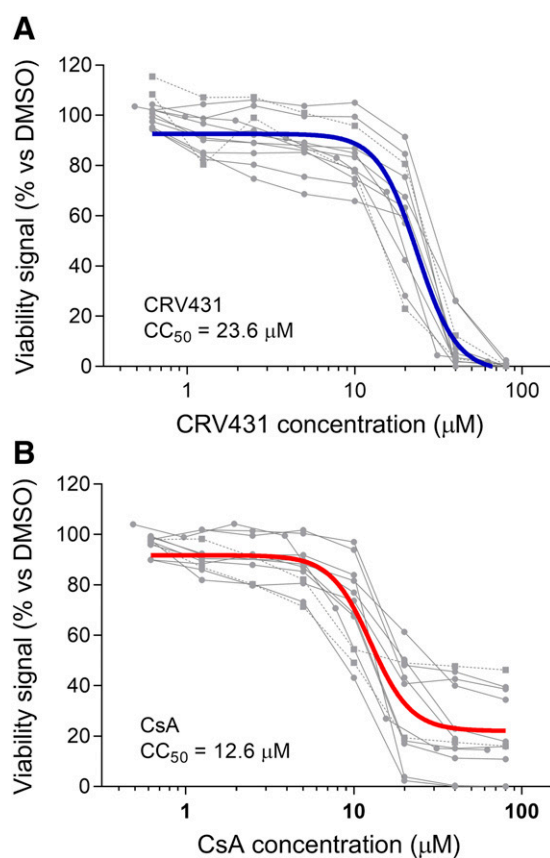 A
Viability signal (% vs DMSO)
120
100
80
60
40
20
0
CRV431
CC50 = 23.6 μM
1
10
100
CRV431 concentration (μM)
B
Viability signal (% vs DMSO)
120
100
80
60
40
20
0
CsA
CC50 = 12.6 μM
1
10
100
CsA concentration (μM)